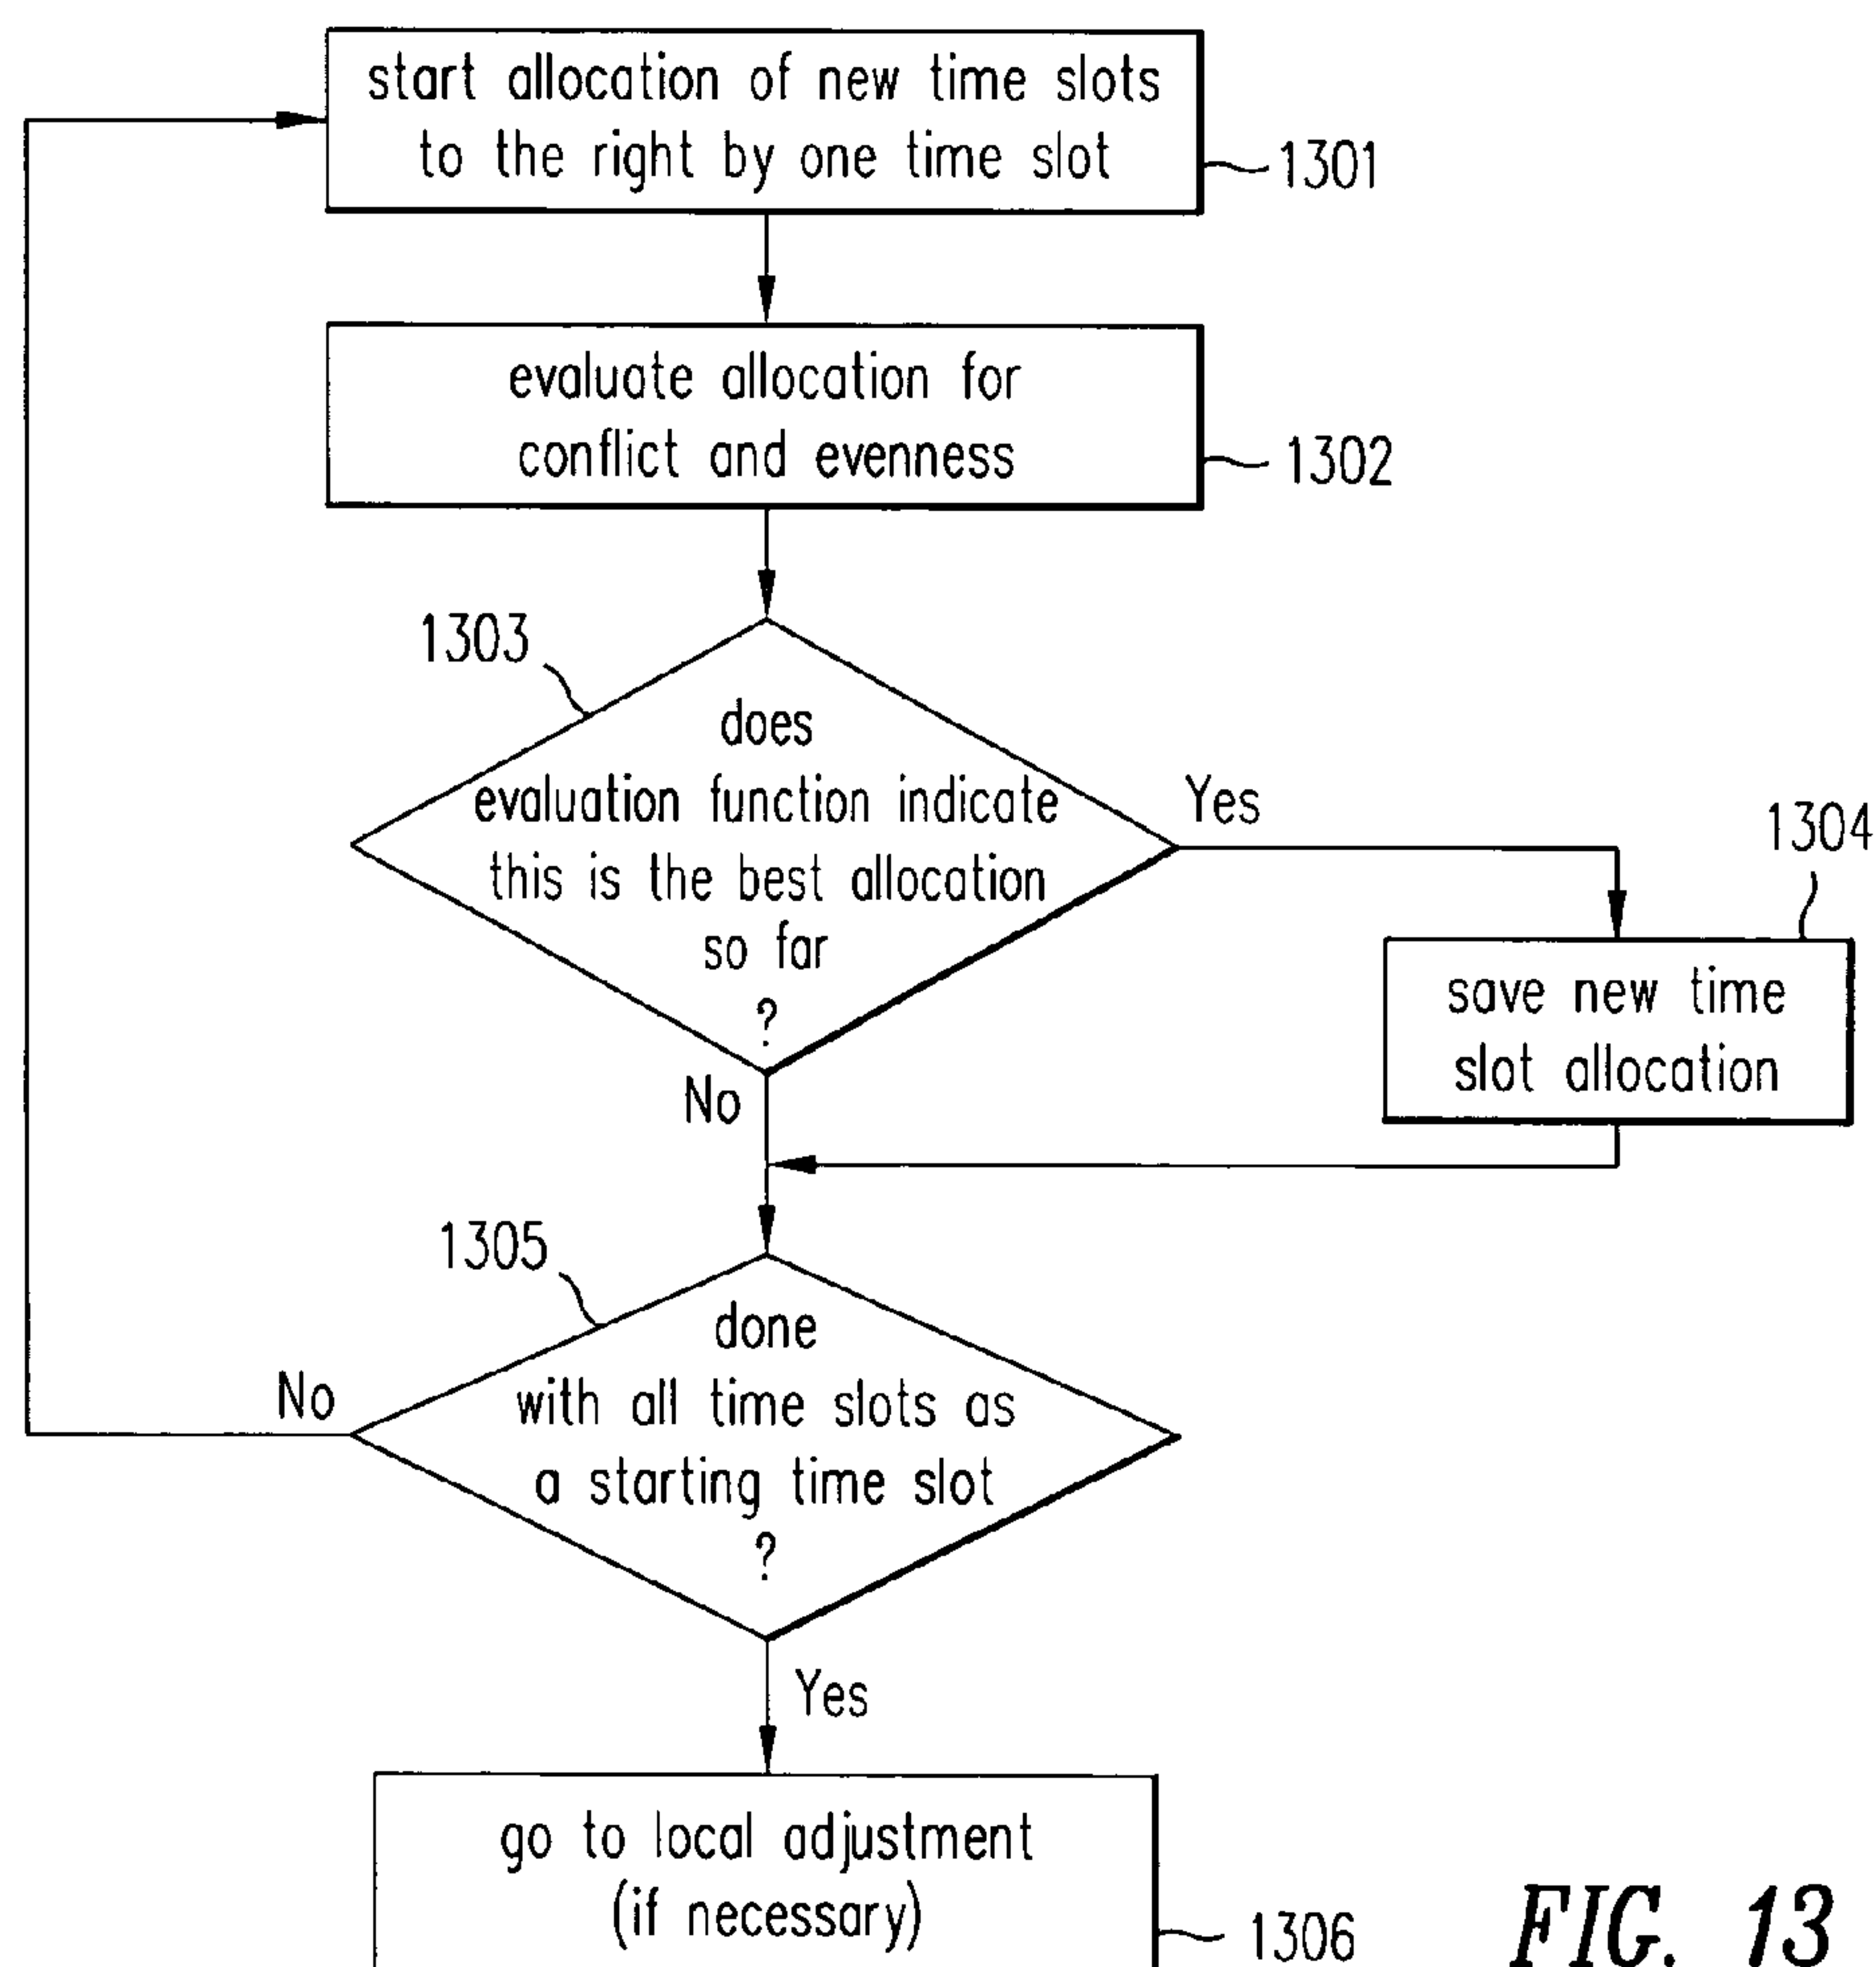 start allocation of new time slots
to the right by one time slot
1301
evaluate allocation for
conflict and evenness
1302
1303
does
evaluation function indicate
this is the best allocation
so far
?
Yes
1304
save new time
slot allocation
No
1305
done
with all time slots as
a starting time slot
?
No
Yes
go to local adjustment
(if necessary)
1306
FIG. 13